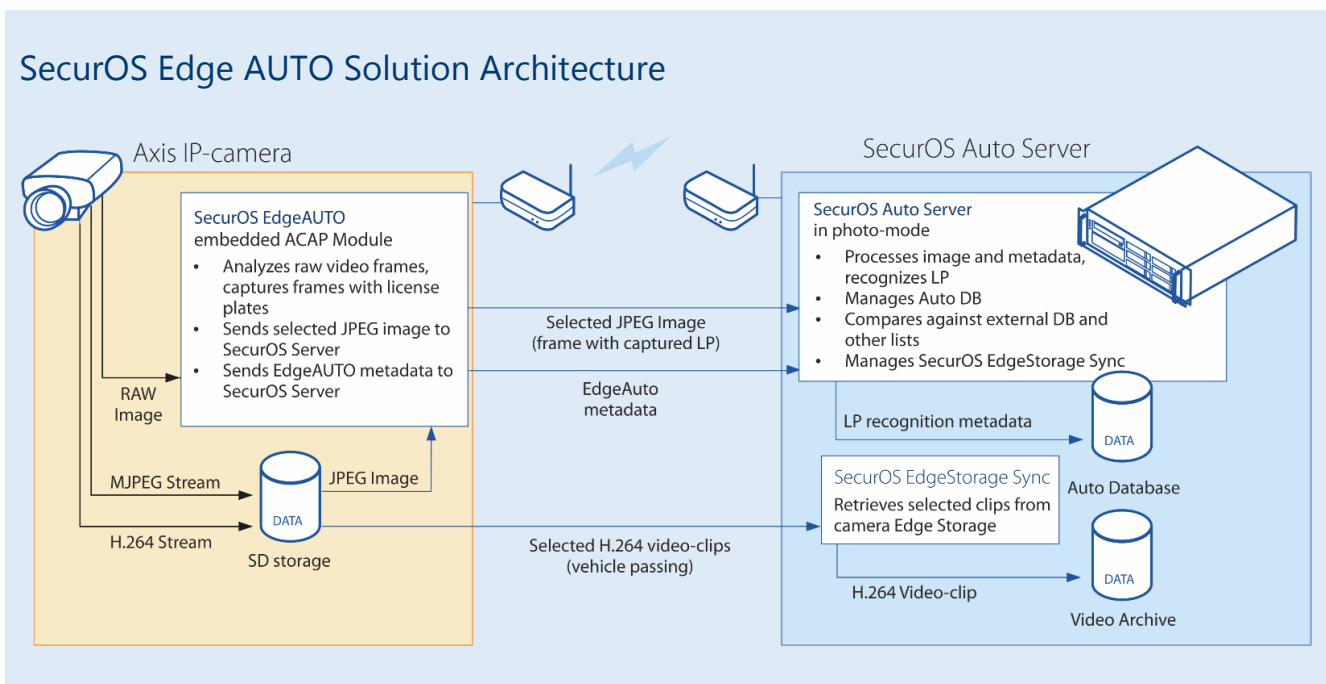 SecurOS Edge AUTO Solution Architecture
Axis IP-camera
SecurOS EdgeAUTO
embedded ACAP Module
• Analyzes raw video frames,
captures frames with license
plates
• Sends selected JPEG image to
SecurOS Server
• Sends EdgeAUTO metadata to
SecurOS Server
RAW
Image
MJPEG Stream
H.264 Stream
DATA
SD storage
JPEG Image
Selected JPEG Image
(frame with captured LP)
EdgeAuto
metadata
Selected H.264 video-clips
(vehicle passing)
SecurOS Auto Server
SecurOS Auto Server
in photo-mode
• Processes image and metadata,
recognizes LP
• Manages Auto DB
• Compares against external DB and
other lists
• Manages SecurOS EdgeStorage Sync
LP recognition metadata
DATA
Auto Database
SecurOS EdgeStorage Sync
Retrieves selected clips from
camera Edge Storage
H.264 Video-clip
DATA
Video Archive